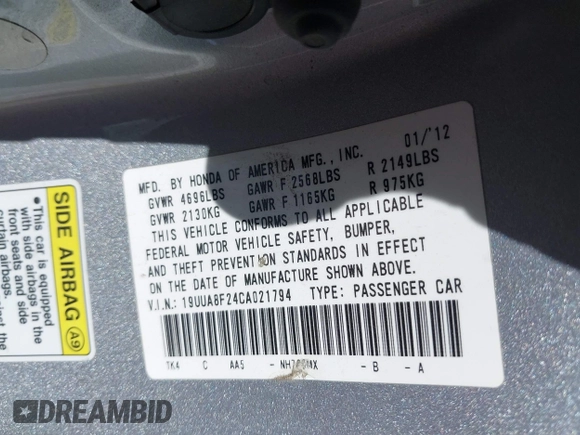 MFD. BY HONDA OF AMERICA MFG., INC. 01/'12
GVWR 4696LBS GAWR F 2568LBS R 2149LBS
GVWR 2130KG GAWR F 1165KG R 975KG
THIS VEHICLE CONFORMS TO ALL APPLICABLE
FEDERAL MOTOR VEHICLE SAFETY, BUMPER,
AND THEFT PREVENTION STANDARDS IN EFFECT
ON THE DATE OF MANUFACTURE SHOWN ABOVE.
V.I.N.: 19UUA8F24CA021794 TYPE: PASSENGER CAR
TK4 C AA5 - - B - A
SIDE AIRBAG A9
• This car is equipped
with side airbags in the
front seats and side
curtain airbags.
DREAMBID